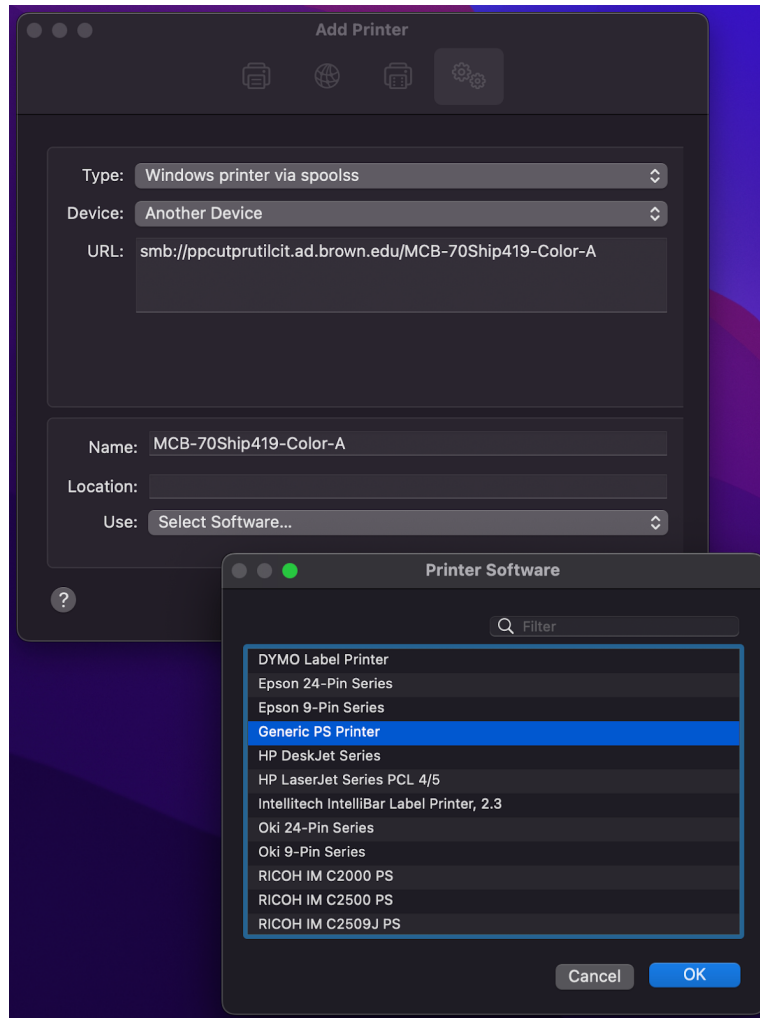 Add Printer
Type: Windows printer via spoolss
Device: Another Device
URL: smb://ppcutprutilcit.ad.brown.edu/MCB-70Ship419-Color-A
Name: MCB-70Ship419-Color-A
Location:
Use: Select Software...
?
Printer Software
Filter
DYMO Label Printer
Epson 24-Pin Series
Epson 9-Pin Series
Generic PS Printer
HP DeskJet Series
HP LaserJet Series PCL 4/5
Intellitech IntelliBar Label Printer, 2.3
Oki 24-Pin Series
Oki 9-Pin Series
RICOH IM C2000 PS
RICOH IM C2500 PS
RICOH IM C2509J PS
Cancel OK